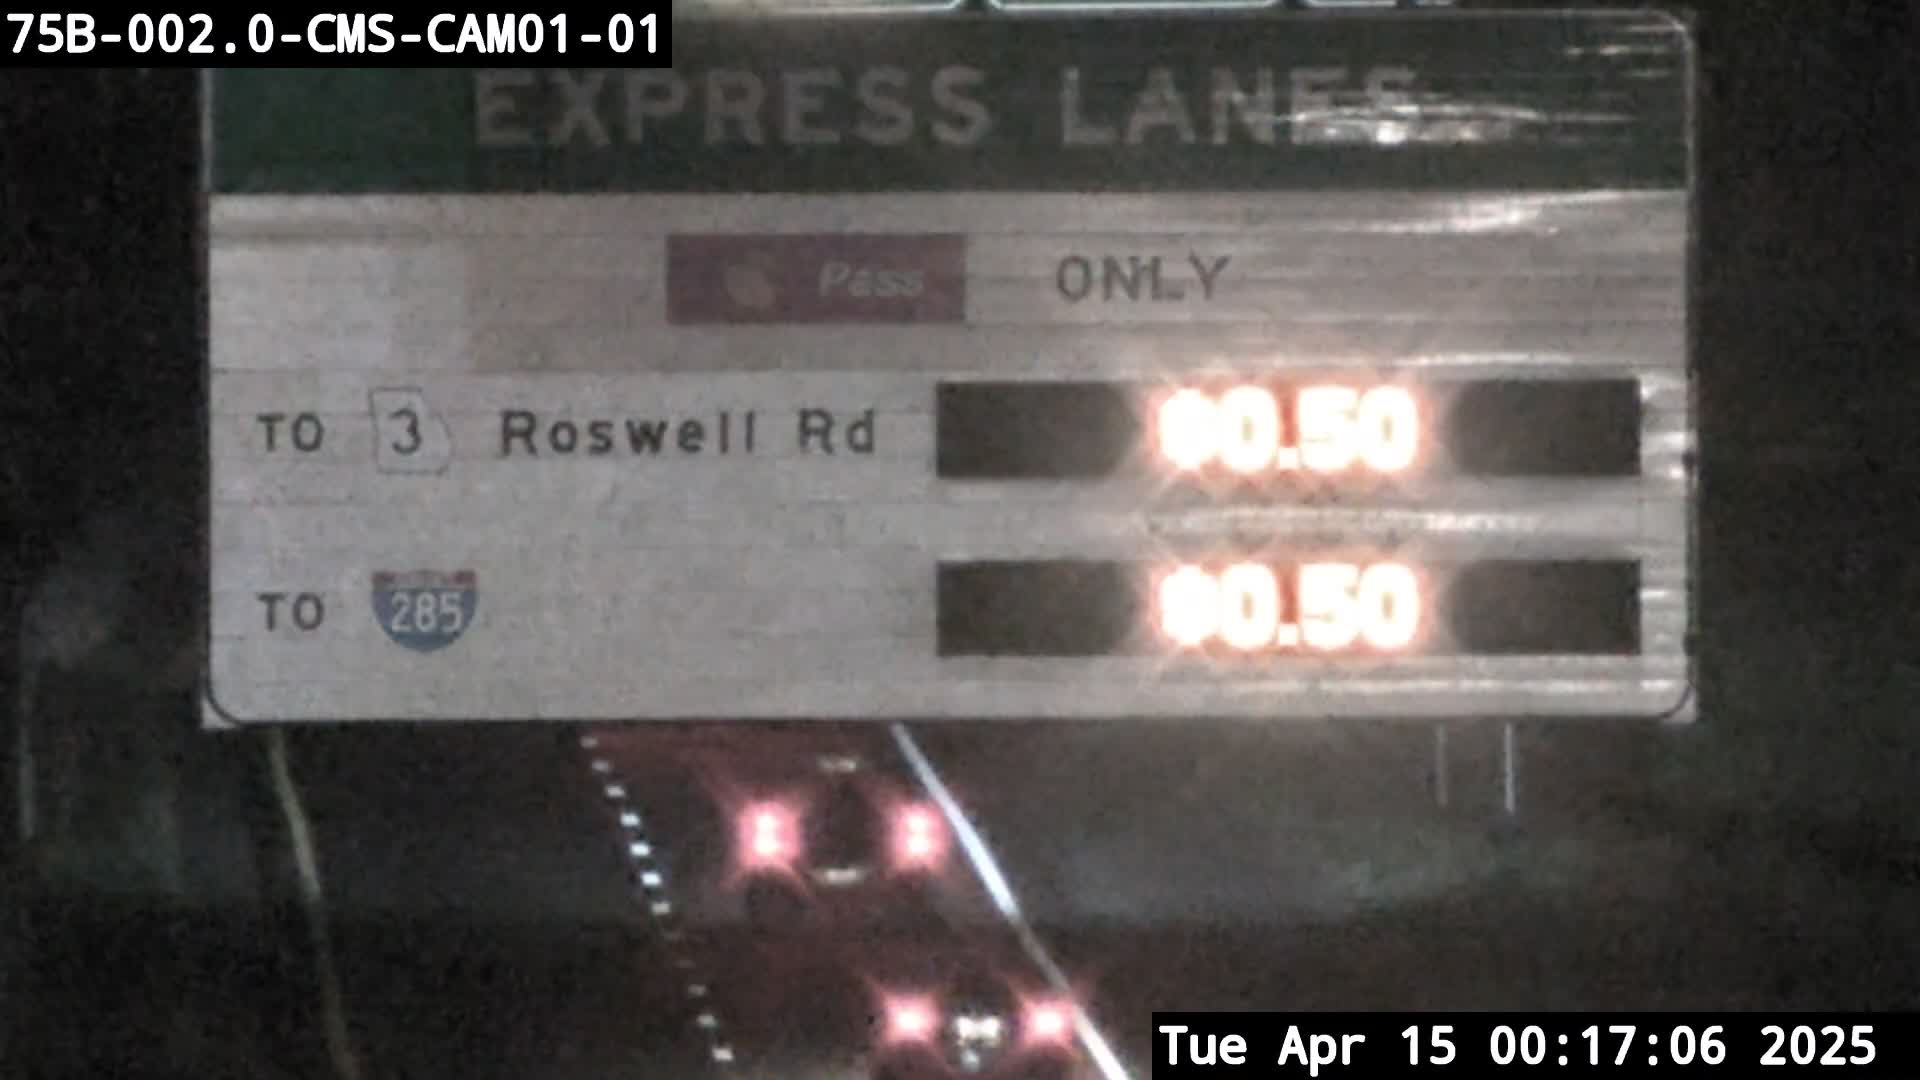 75B-002.0-CMS-CAM01-01
EXPRESS LANES
Pass ONLY
TO 3 Roswell Rd $0.50
TO 285 $0.50
Tue Apr 15 00:17:06 2025